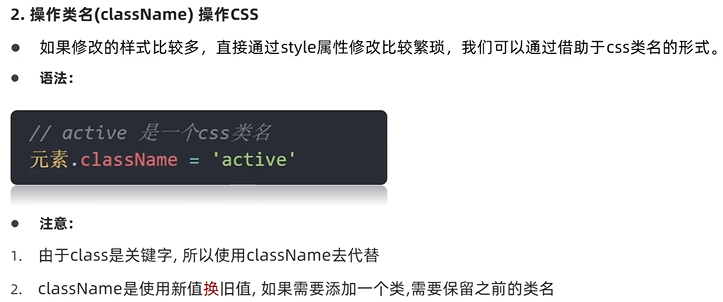 2. 操作类名(className) 操作CSS
● 如果修改的样式比较多，直接通过style属性修改比较繁琐，我们可以通过借助于css类名的形式。
● 语法：
// active 是一个css类名
元素.className = 'active'
● 注意：
1. 由于class是关键字, 所以使用className去代替
2. className是使用新值换旧值, 如果需要添加一个类,需要保留之前的类名